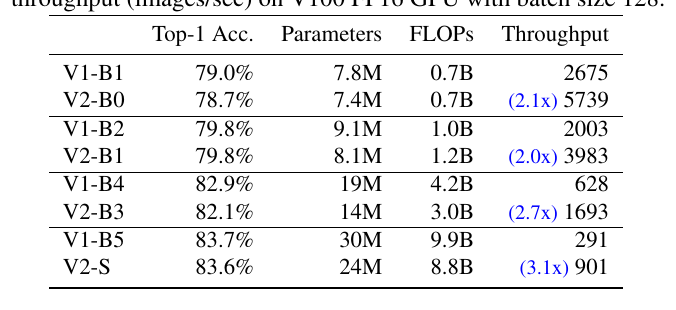 throughput (images/sec) on V100 FP16 GPU with batch size 128.
Top-1 Acc. Parameters FLOPs Throughput
V1-B1 79.0% 7.8M 0.7B 2675
V2-B0 78.7% 7.4M 0.7B (2.1x) 5739
V1-B2 79.8% 9.1M 1.0B 2003
V2-B1 79.8% 8.1M 1.2B (2.0x) 3983
V1-B4 82.9% 19M 4.2B 628
V2-B3 82.1% 14M 3.0B (2.7x) 1693
V1-B5 83.7% 30M 9.9B 291
V2-S 83.6% 24M 8.8B (3.1x) 901